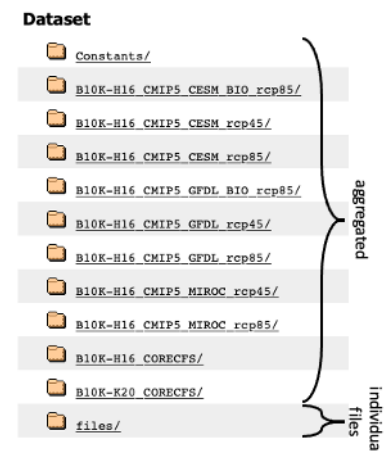 Dataset
Constants/
B10K-H16_CMIP5_CESM_BIO_rcp85/
B10K-H16_CMIP5_CESM_rcp45/
B10K-H16_CMIP5_CESM_rcp85/
B10K-H16_CMIP5_GFDL_BIO_rcp85/
B10K-H16_CMIP5_GFDL_rcp45/
B10K-H16_CMIP5_GFDL_rcp85/
B10K-H16_CMIP5_MIROC_rcp45/
B10K-H16_CMIP5_MIROC_rcp85/
B10K-H16_CORECFS/
B10K-K20_CORECFS/
files/
aggregated
individua
files